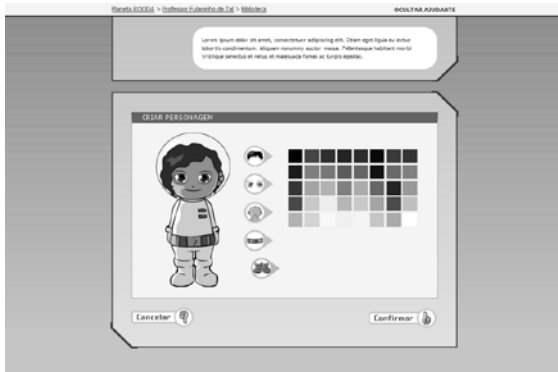 Planeta ROODA > Professor Fulaninho de Tal > Biblioteca
OCULTAR AJUDANTE
Lorem ipsum dolor sit amet, consectetuer adipiscing elit. Etiam eget ligula eu lectus
lobortis condimentum. Aliquam nonummy auctor massa. Pellentesque habitant morbi
tristique senectus et netus et malesuada fames ac turpis egestas.
CRIAR PERSONAGEM
Cancelar
Confirmar